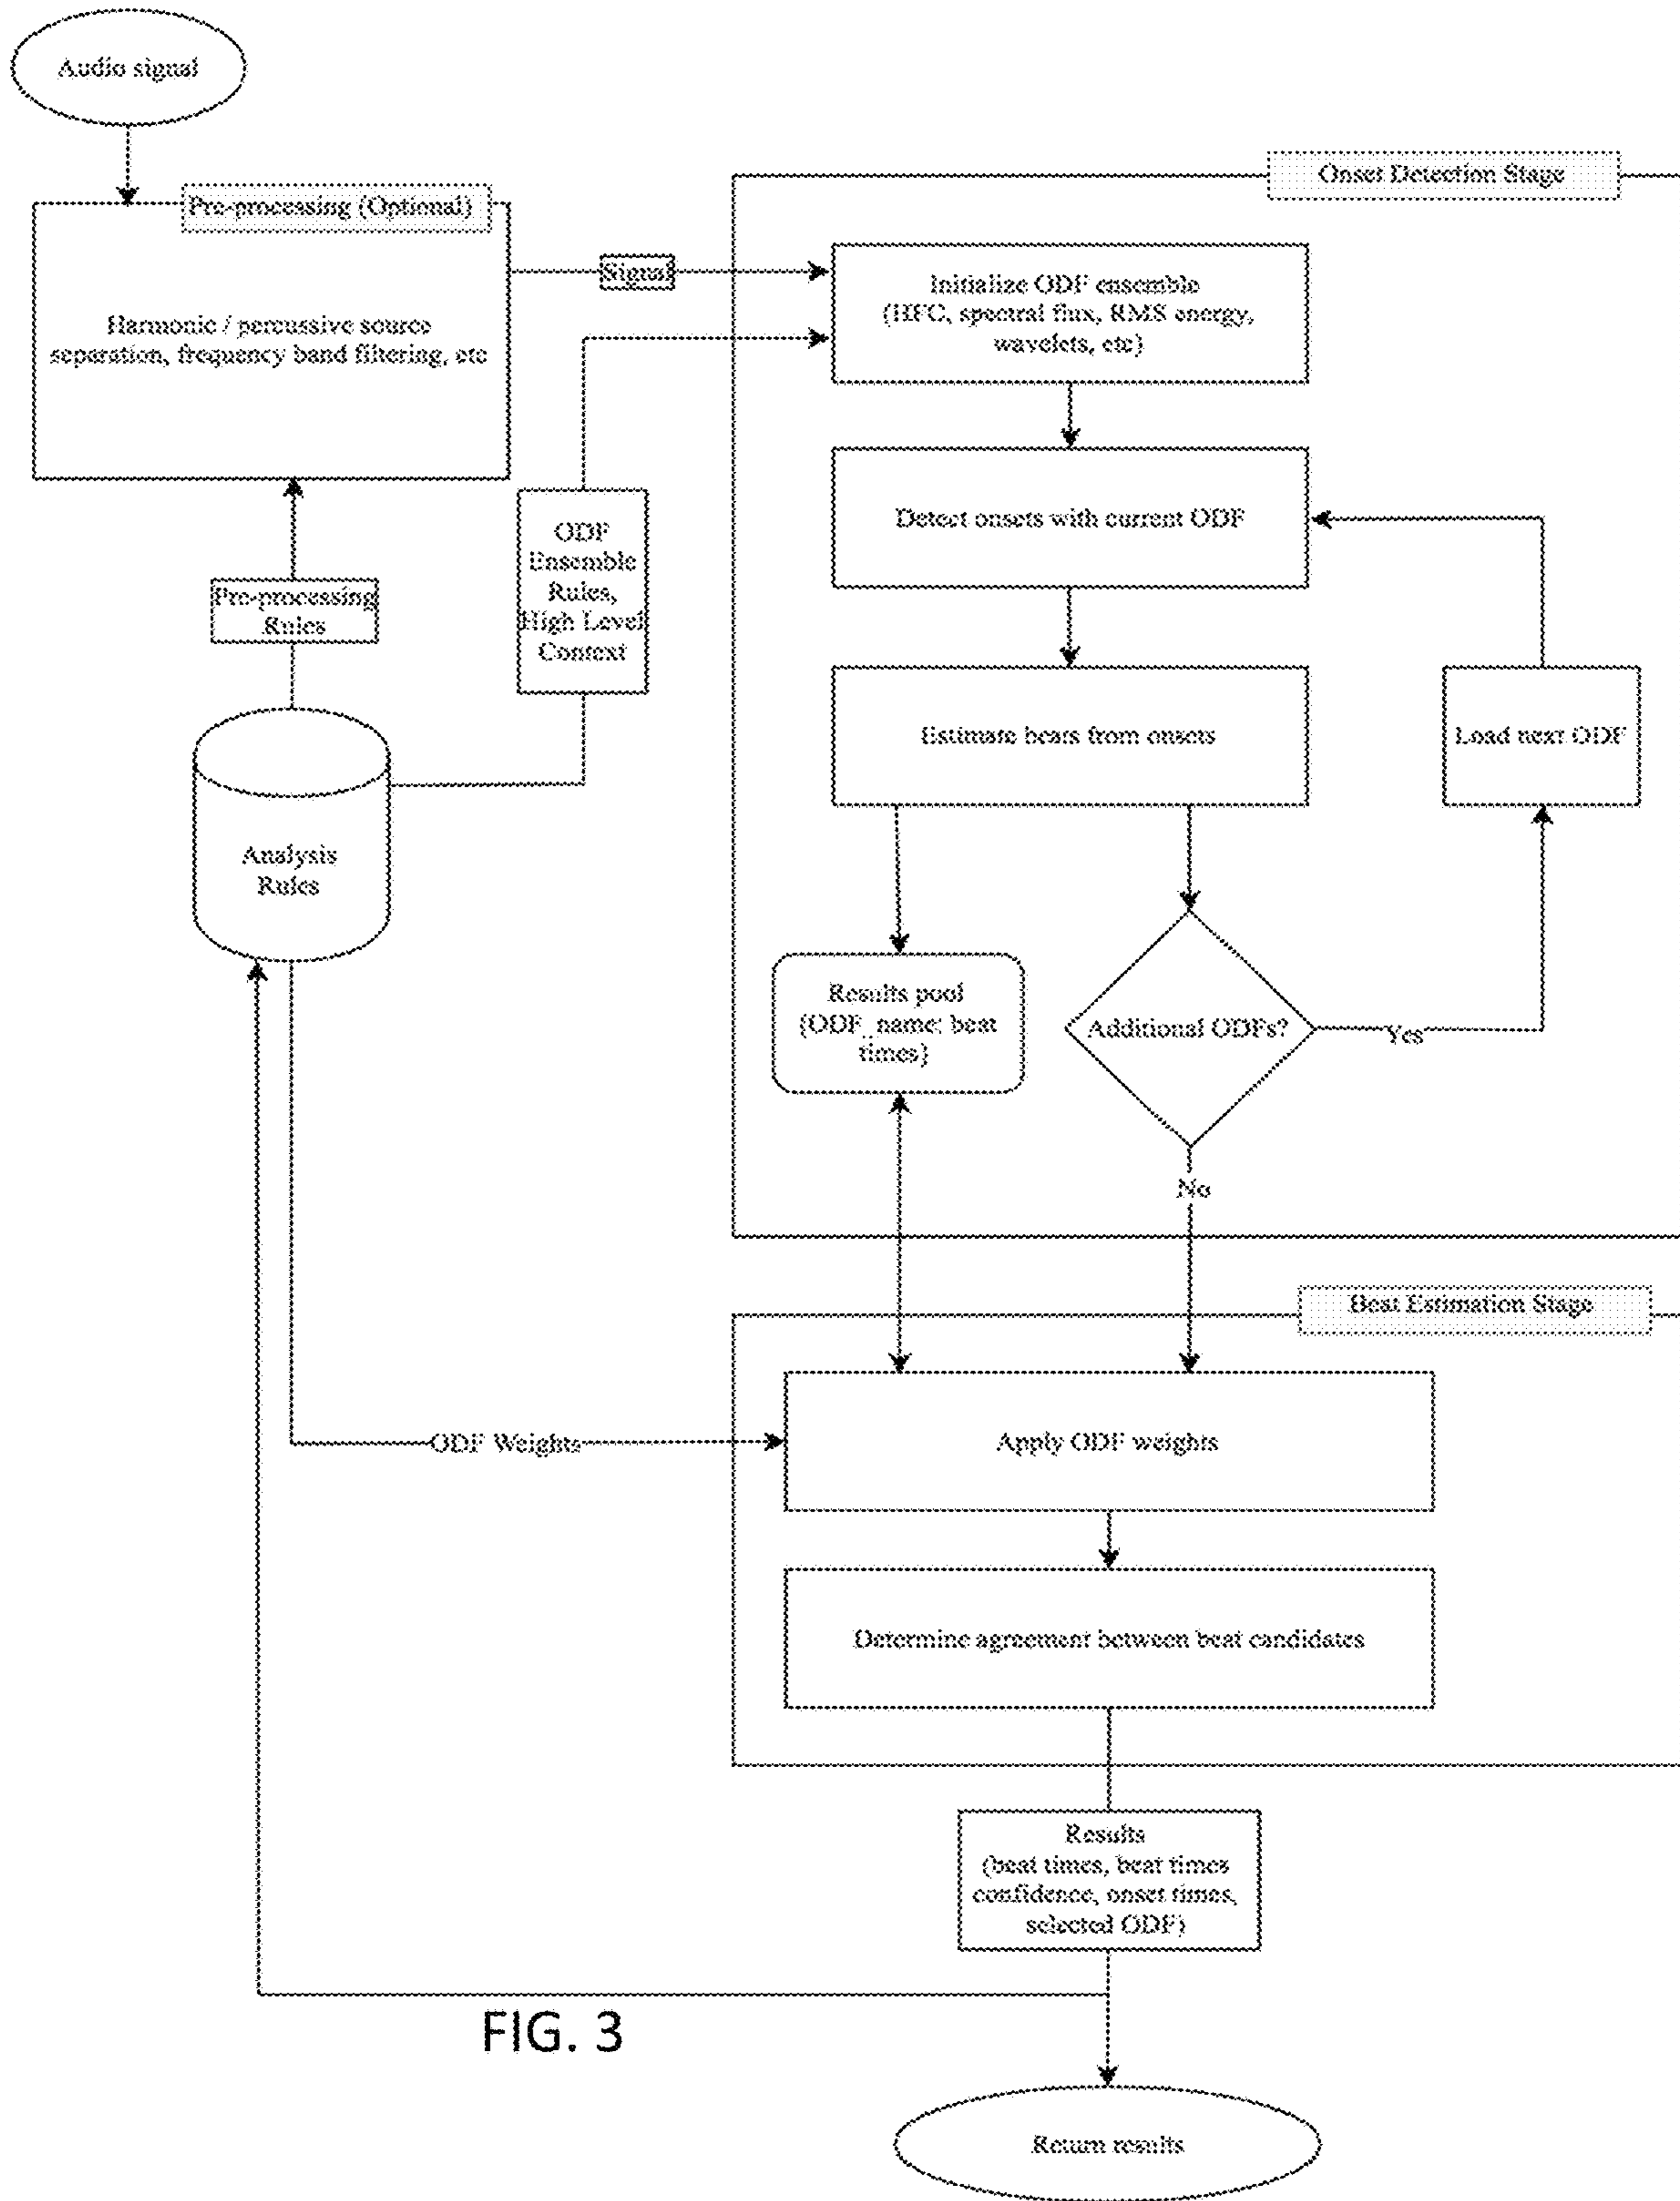 Audio signal
Onset Detection Stage
Pre-processing (Optional)
Signal
Initialize ODF ensemble
(HFC, spectral flux, RMS energy,
wavelets, etc)
Harmonic / percussive source
separation, frequency band filtering, etc
Detect onsets with current ODF
ODF
Ensemble
Rules,
High Level
Context
Pre-processing
Rules
Estimate beats from onsets
Load next ODF
Analysis
Rules
Results pool
{ODF_name: beat
times}
Additional ODFs?
Yes
No
Beat Estimation Stage
ODF Weights
Apply ODF weights
Determine agreement between beat candidates
Results
(beat times, beat times
confidence, onset times,
selected ODF)
FIG. 3
Return results